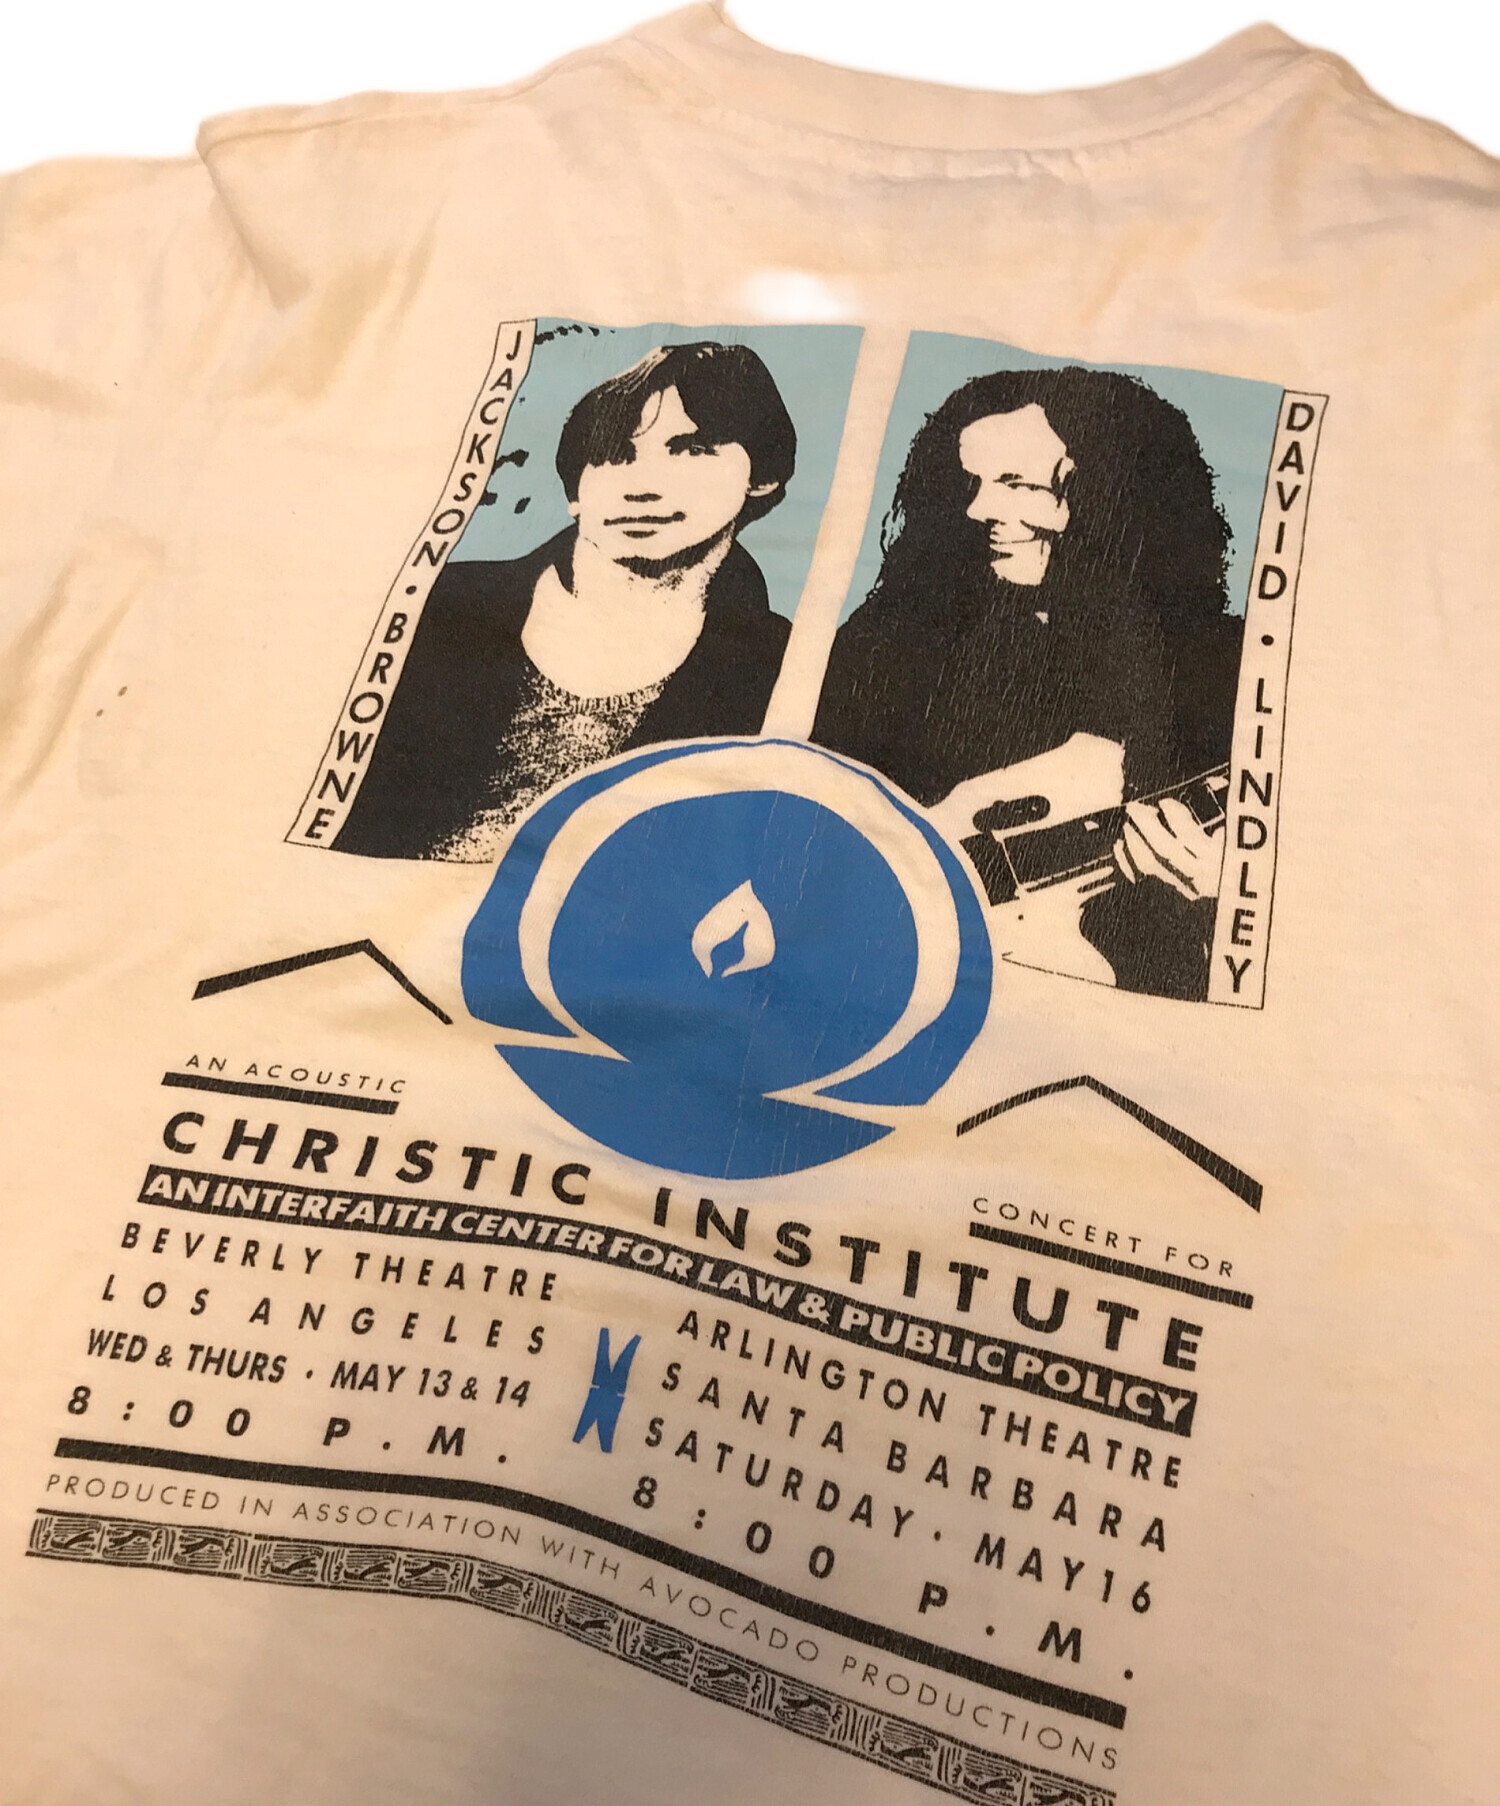 JACKSON • BROWNE
DAVID • LINDLEY
AN ACOUSTIC
CONCERT FOR
CHRISTIC INSTITUTE
AN INTERFAITH CENTER FOR LAW & PUBLIC POLICY
BEVERLY THEATRE
LOS ANGELES
WED & THURS • MAY 13 & 14
8:00 P.M.
ARLINGTON THEATRE
SANTA BARBARA
SATURDAY • MAY 16
8:00 P.M.
PRODUCED IN ASSOCIATION WITH AVOCADO PRODUCTIONS